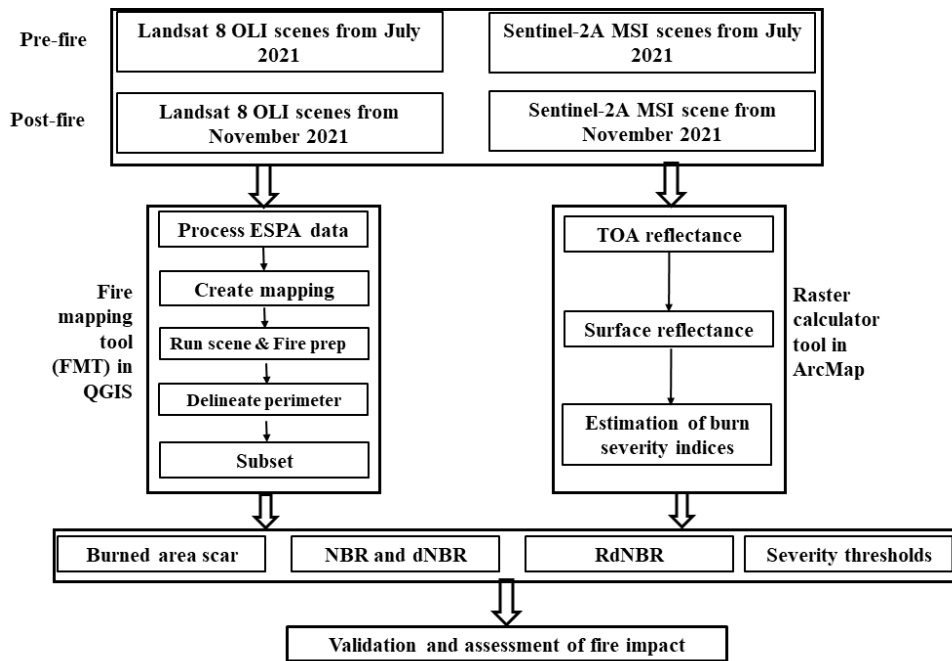 Pre-fire
Landsat 8 OLI scenes from July
2021
Sentinel-2A MSI scenes from July
2021
Post-fire
Landsat 8 OLI scenes from
November 2021
Sentinel-2A MSI scene from
November 2021
Fire
mapping
tool
(FMT) in
QGIS
Process ESPA data
Create mapping
Run scene & Fire prep
Delineate perimeter
Subset
TOA reflectance
Surface reflectance
Estimation of burn
severity indices
Raster
calculator
tool in
ArcMap
Burned area scar
NBR and dNBR
RdNBR
Severity thresholds
Validation and assessment of fire impact